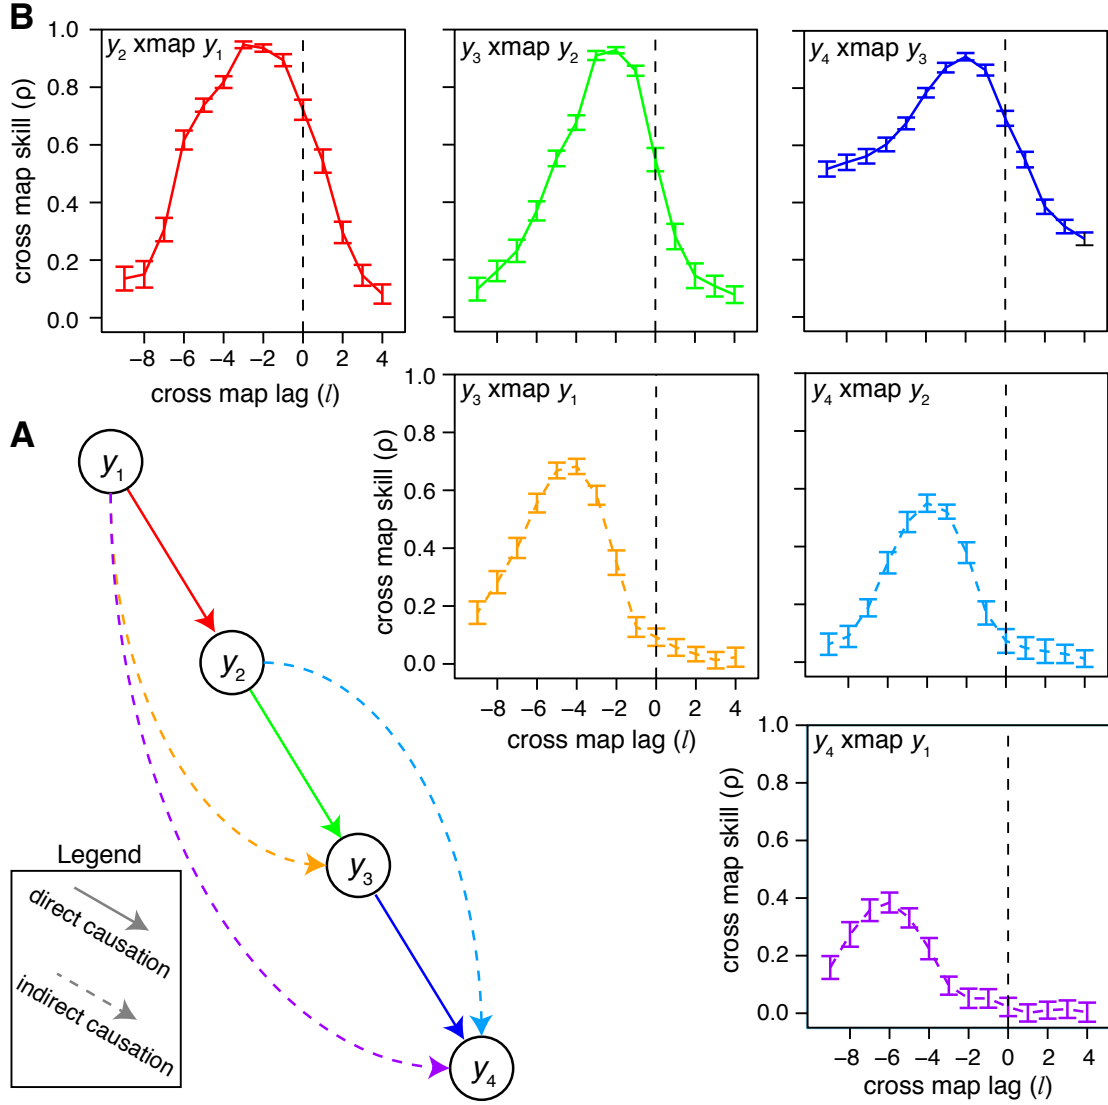 B
y₂ xmap y₁
y₃ xmap y₂
y₄ xmap y₃
cross map skill (ρ)
1.0
0.8
0.6
0.4
0.2
0.0
−8 −6 −4 −2 0 2 4
cross map lag (l)
y₃ xmap y₁
y₄ xmap y₂
cross map skill (ρ)
1.0
0.8
0.6
0.4
0.2
0.0
−8 −6 −4 −2 0 2 4
cross map lag (l)
A
y₁
y₂
y₃
y₄
Legend
direct causation
indirect causation
y₄ xmap y₁
cross map skill (ρ)
1.0
0.8
0.6
0.4
0.2
0.0
−8 −6 −4 −2 0 2 4
cross map lag (l)